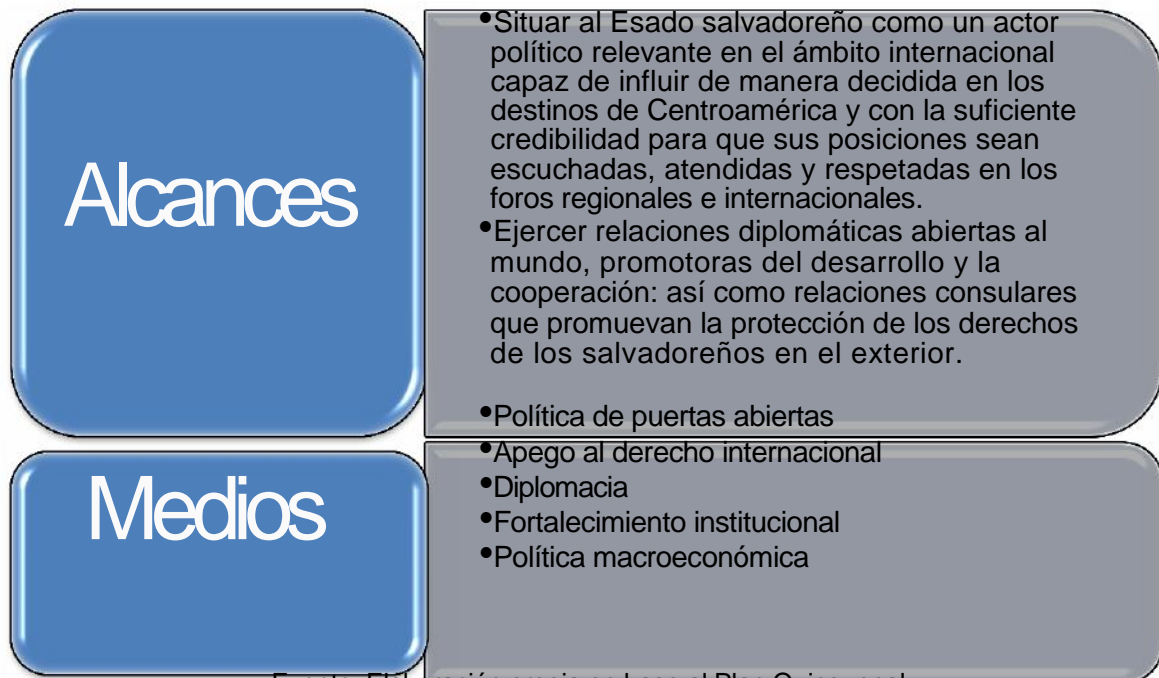 Alcances
•Situar al Esado salvadoreño como un actor
político relevante en el ámbito internacional
capaz de influir de manera decidida en los
destinos de Centroamérica y con la suficiente
credibilidad para que sus posiciones sean
escuchadas, atendidas y respetadas en los
foros regionales e internacionales.
•Ejercer relaciones diplomáticas abiertas al
mundo, promotoras del desarrollo y la
cooperación: así como relaciones consulares
que promuevan la protección de los derechos
de los salvadoreños en el exterior.
Medios
•Política de puertas abiertas
•Apego al derecho internacional
•Diplomacia
•Fortalecimiento institucional
•Política macroeconómica